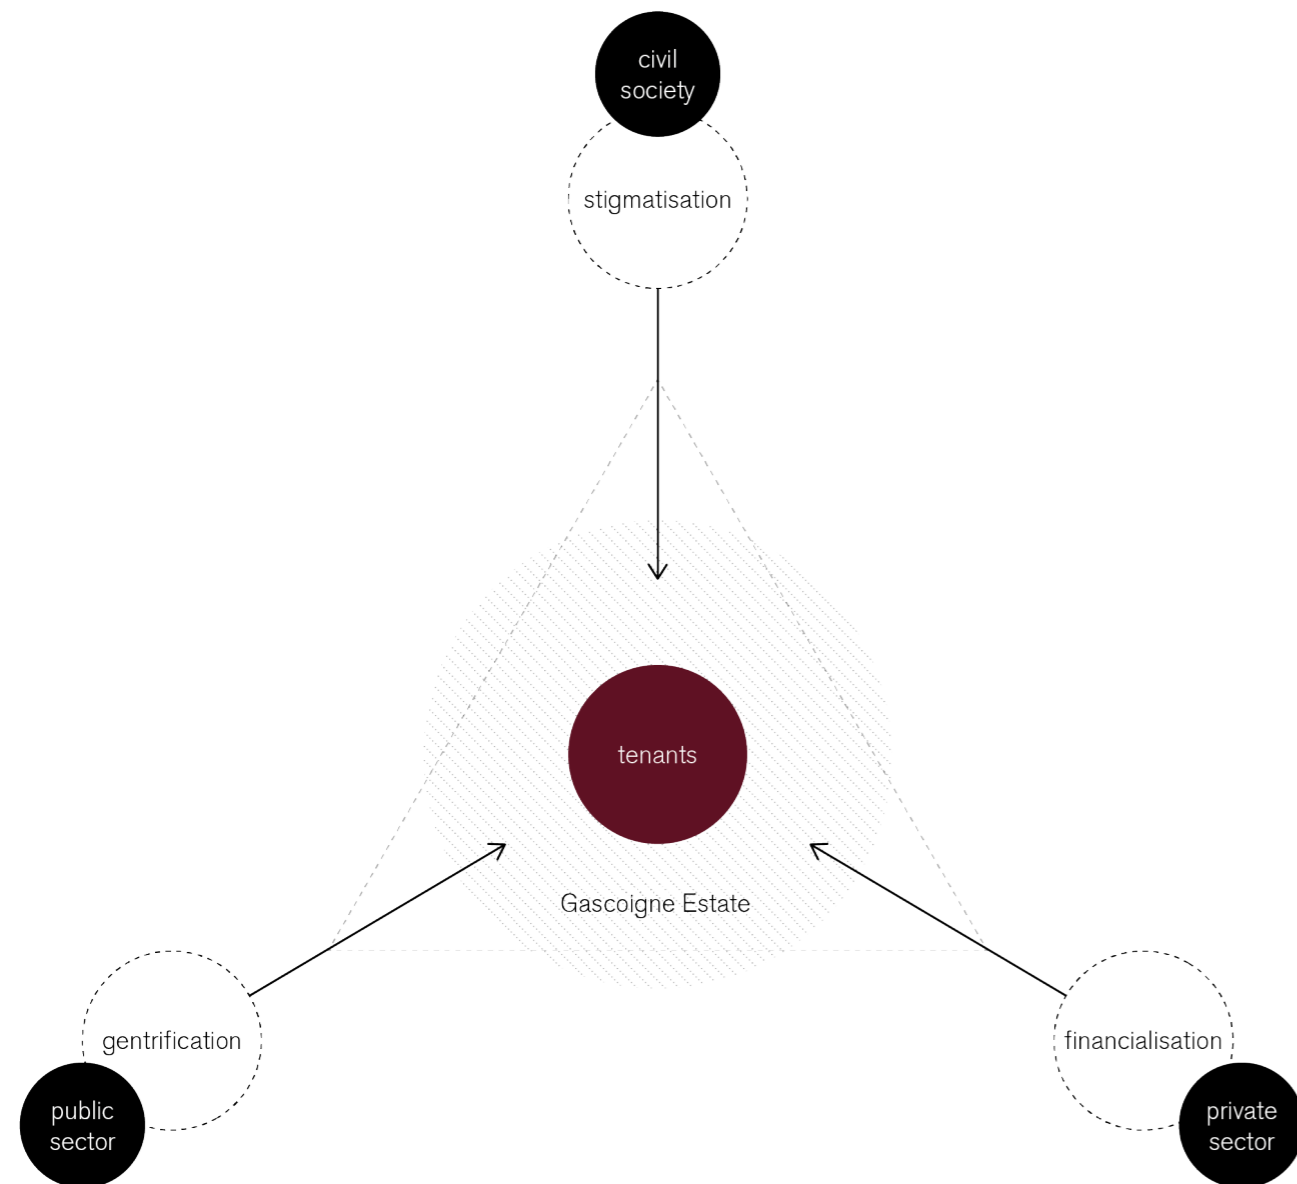 civil
society
stigmatisation
tenants
Gascoigne Estate
gentrification
financialisation
public
sector
private
sector